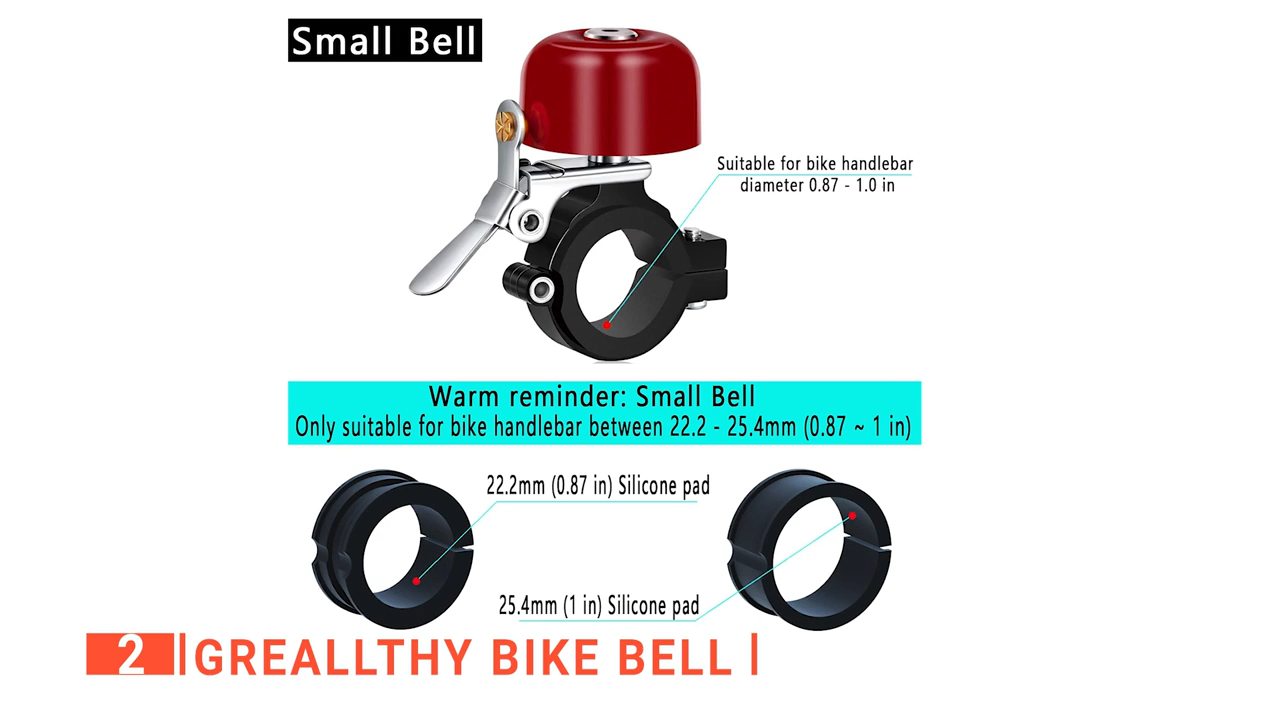 Small Bell
Suitable for bike handlebar
diameter 0.87 - 1.0 in
Warm reminder: Small Bell
Only suitable for bike handlebar between 22.2 - 25.4mm (0.87 ~ 1 in)
22.2mm (0.87 in) Silicone pad
25.4mm (1 in) Silicone pad
2 GREALLTHY BIKE BELL